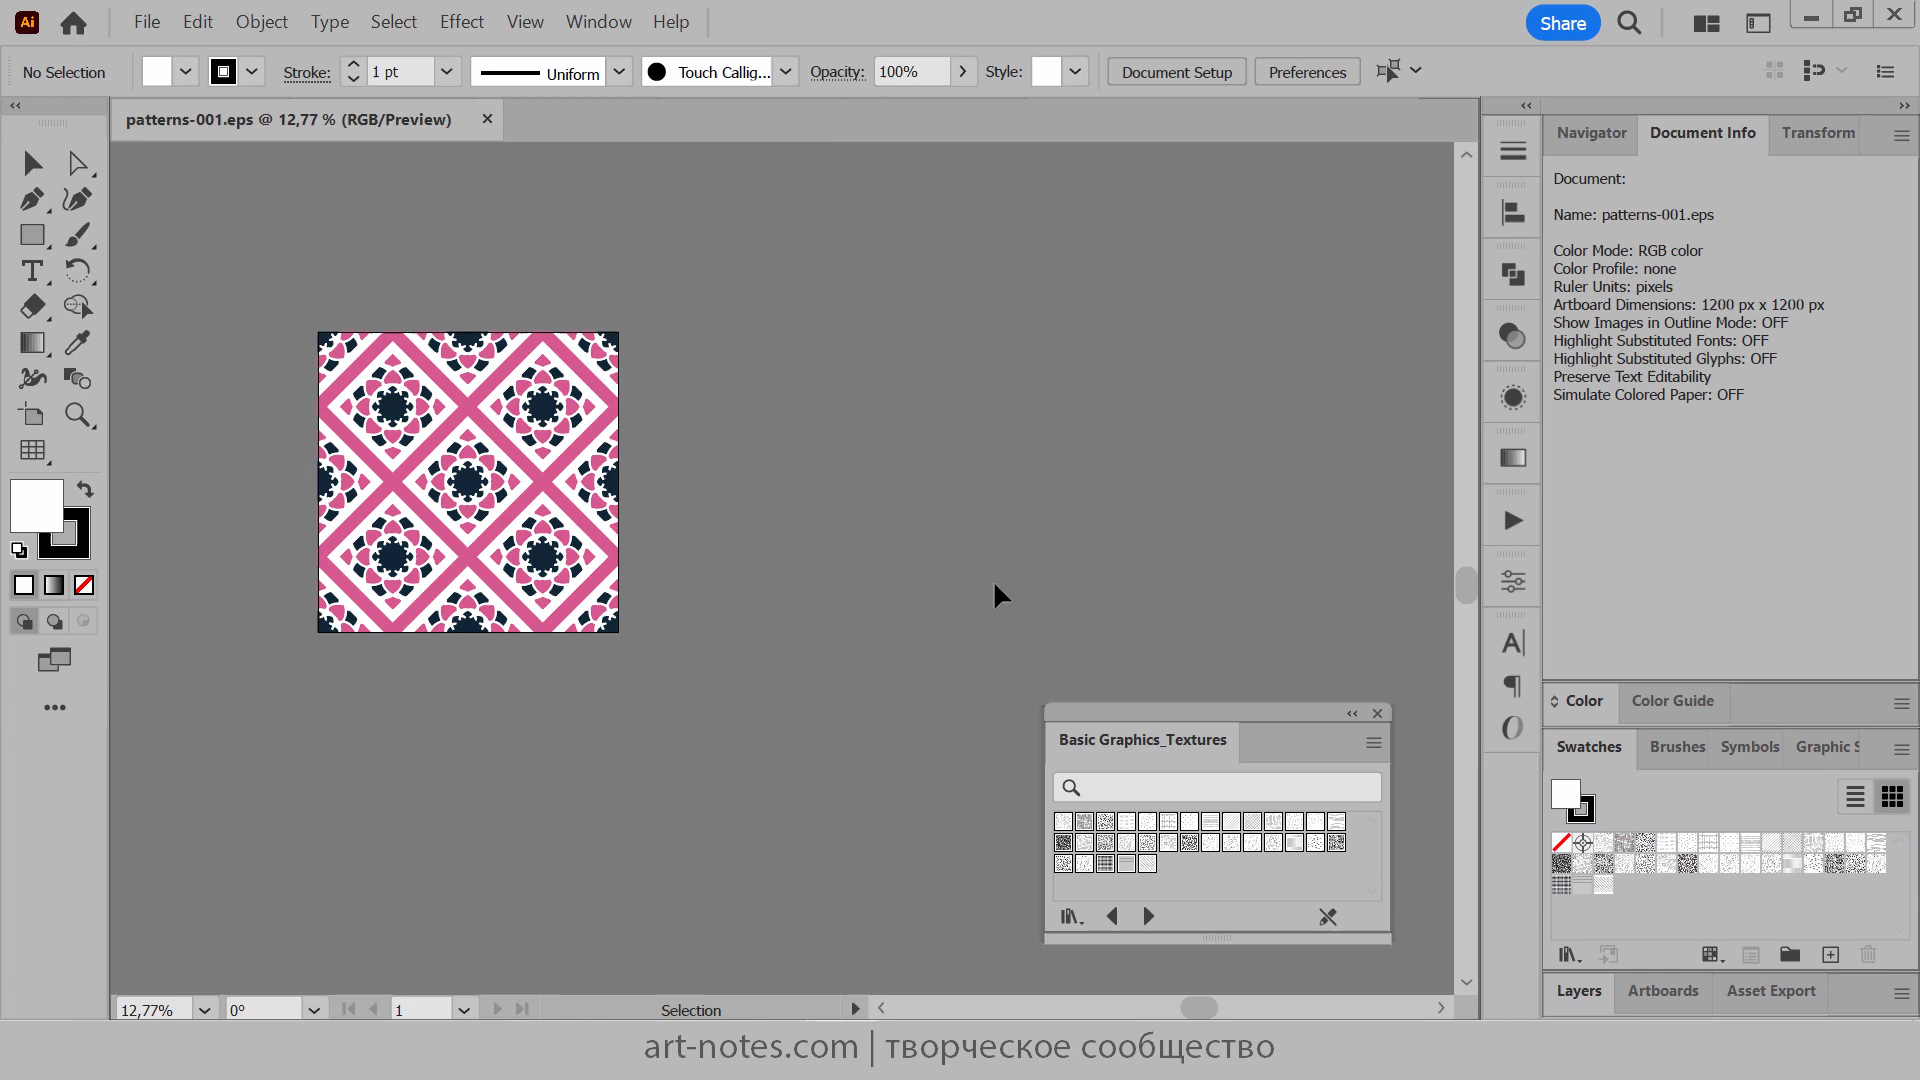 Ai File Edit Object Type Select Effect View Window Help Share
No Selection Stroke: 1 pt Uniform Touch Callig... Opacity: 100% Style: Document Setup Preferences
patterns-001.eps @ 12,77 % (RGB/Preview)
Navigator Document Info Transform
Document:
Name: patterns-001.eps
Color Mode: RGB color
Color Profile: none
Ruler Units: pixels
Artboard Dimensions: 1200 px x 1200 px
Show Images in Outline Mode: OFF
Highlight Substituted Fonts: OFF
Highlight Substituted Glyphs: OFF
Preserve Text Editability
Simulate Colored Paper: OFF
Color Color Guide
Swatches Brushes Symbols Graphic S
Basic Graphics_Textures
Layers Artboards Asset Export
12,77% 0° 1 Selection
art-notes.com | творческое сообщество